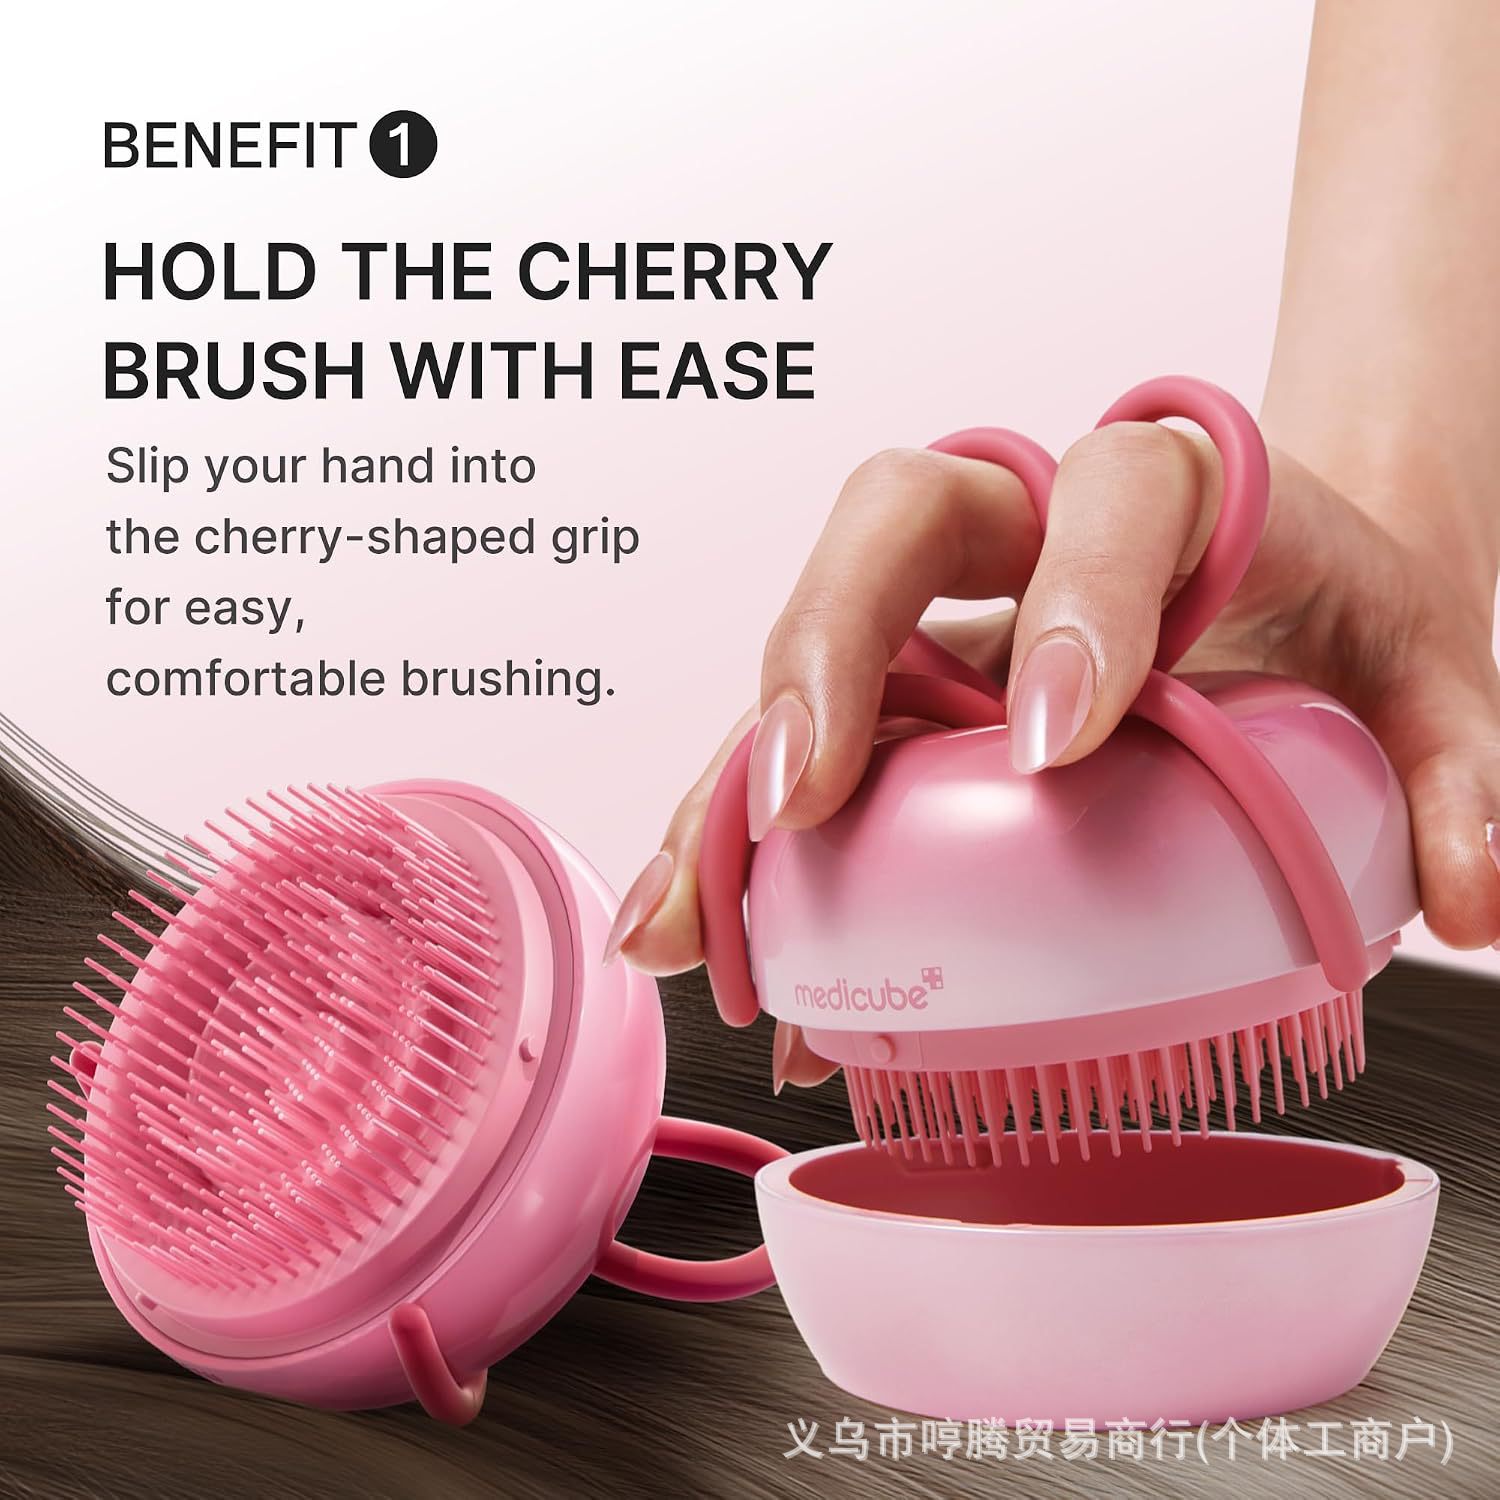 BENEFIT 1
HOLD THE CHERRY
BRUSH WITH EASE
Slip your hand into
the cherry-shaped grip
for easy,
comfortable brushing.
medicube
义乌市哼腾贸易商行(个体工商户)